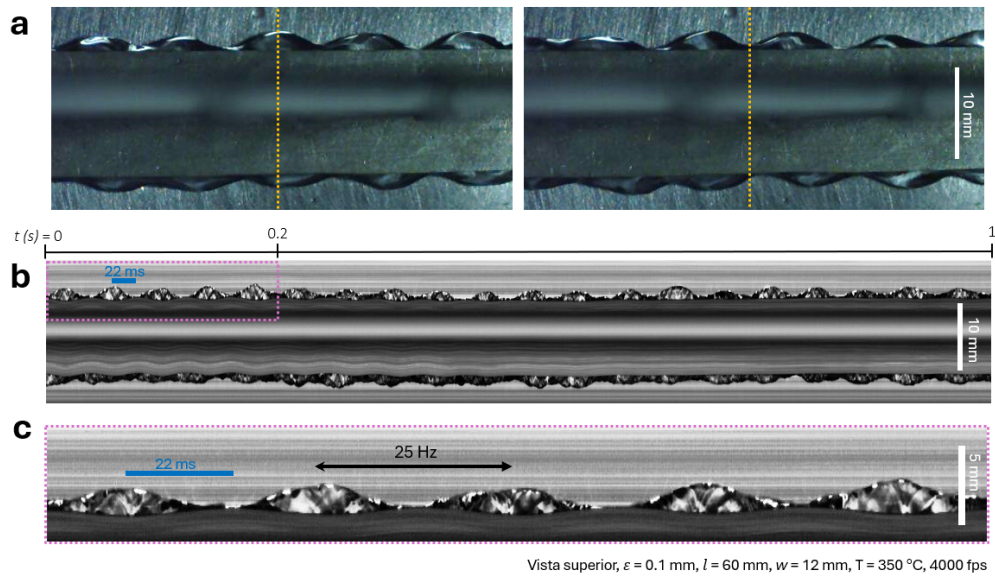 a
10 mm
t (s) = 0
0.2
1
b
22 ms
10 mm
c
22 ms
25 Hz
5 mm
Vista superior, ε = 0.1 mm, l = 60 mm, w = 12 mm, T = 350 °C, 4000 fps